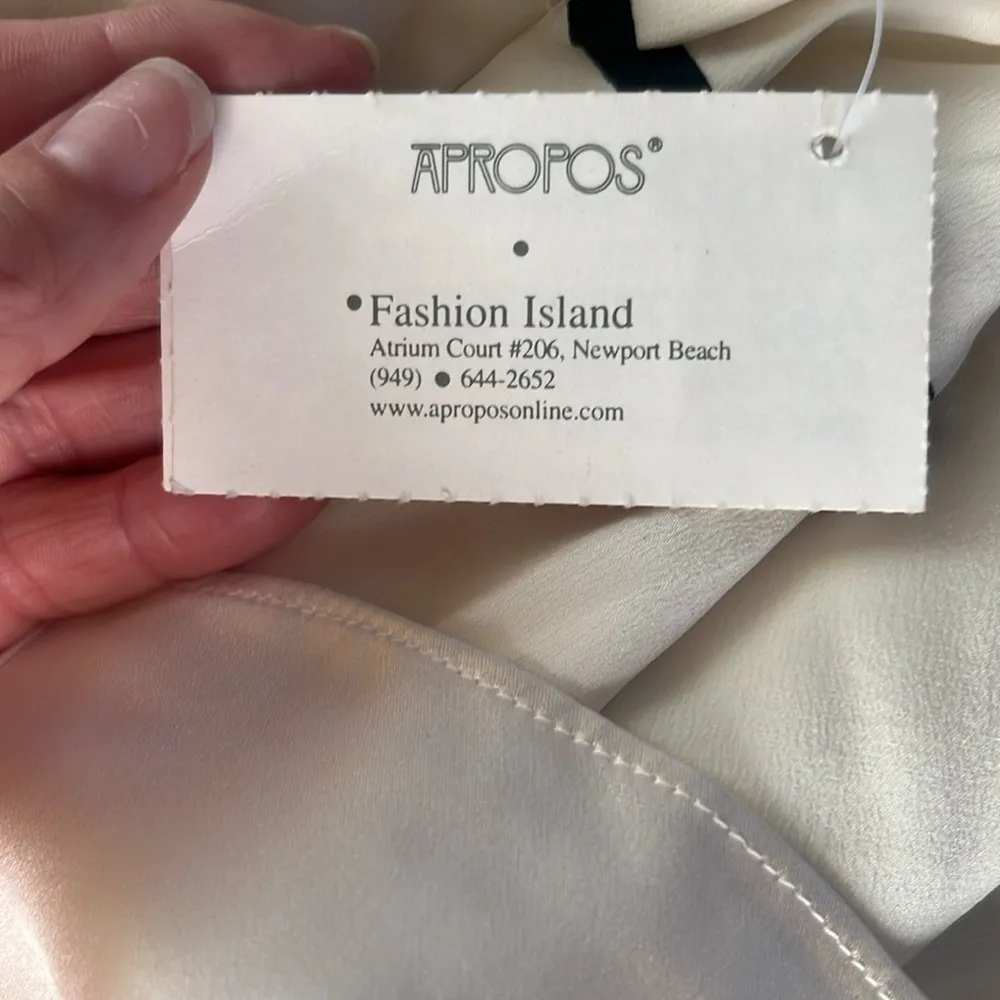 APROPOS®
•
• Fashion Island
Atrium Court #206, Newport Beach
(949) • 644-2652
www.aproposonline.com